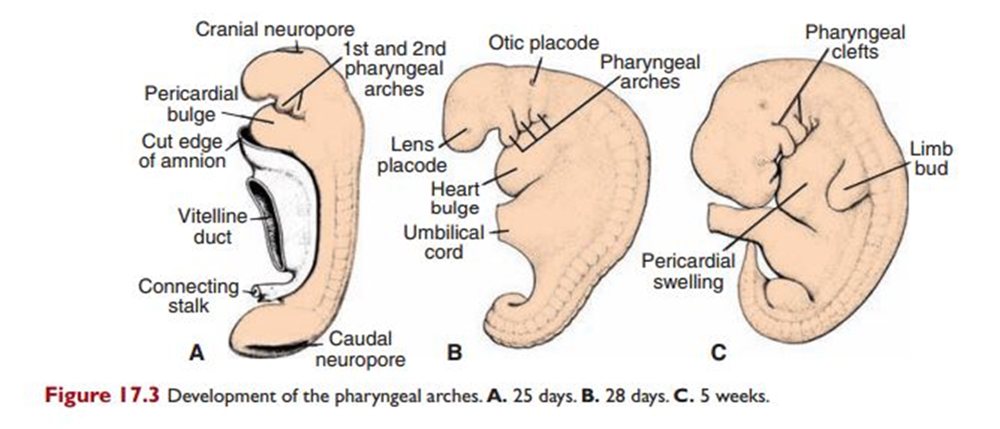 Cranial neuropore
1st and 2nd
pharyngeal
arches
Pericardial
bulge
Cut edge
of amnion
Vitelline
duct
Connecting
stalk
Caudal
neuropore
A
Otic placode
Pharyngeal
arches
Lens
placode
Heart
bulge
Umbilical
cord
B
Pharyngeal
clefts
Limb
bud
Pericardial
swelling
C
Figure 17.3 Development of the pharyngeal arches. A. 25 days. B. 28 days. C. 5 weeks.